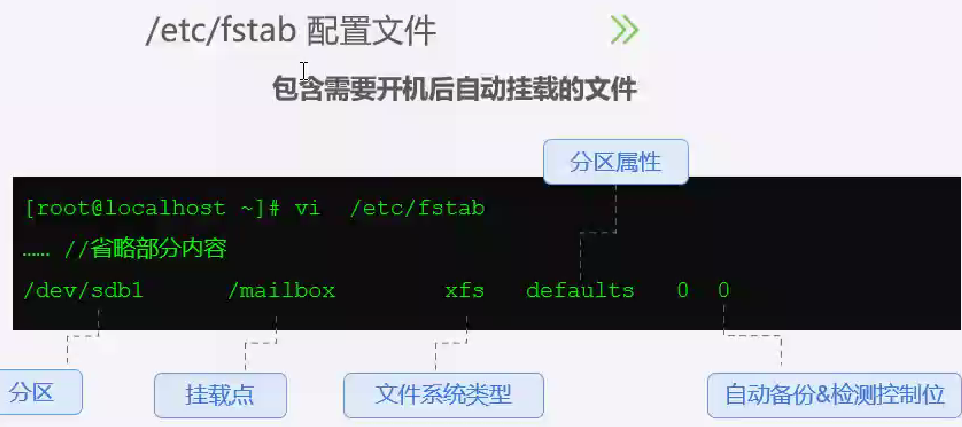 /etc/fstab 配置文件
包含需要开机后自动挂载的文件
分区属性
[root@localhost ~]# vi /etc/fstab
…… //省略部分内容
/dev/sdb1 /mailbox xfs defaults 0 0
分区 挂载点 文件系统类型 自动备份&检测控制位